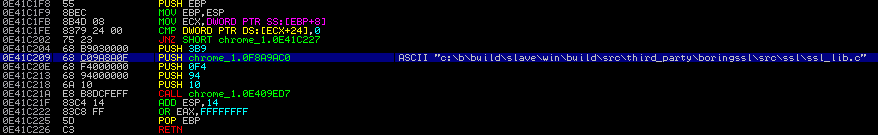 0E41C1F8 55 PUSH EBP
0E41C1F9 8BEC MOV EBP,ESP
0E41C1FB 8B4D 08 MOV ECX,DWORD PTR SS:[EBP+8]
0E41C1FE 8379 24 00 CMP DWORD PTR DS:[ECX+24],0
0E41C202 75 23 JNZ SHORT chrome_1.0E41C227
0E41C204 68 B9030000 PUSH 3B9
0E41C209 68 C09A8A0F PUSH chrome_1.0F8A9AC0 ASCII "c:\b\build\slave\win\build\src\third_party\boringssl\src\ssl\ssl_lib.c"
0E41C20E 68 F4000000 PUSH 0F4
0E41C213 68 94000000 PUSH 94
0E41C218 6A 10 PUSH 10
0E41C21A E8 B8DCFEFF CALL chrome_1.0E409ED7
0E41C21F 83C4 14 ADD ESP,14
0E41C222 83C8 FF OR EAX,FFFFFFFF
0E41C225 5D POP EBP
0E41C226 C3 RETN